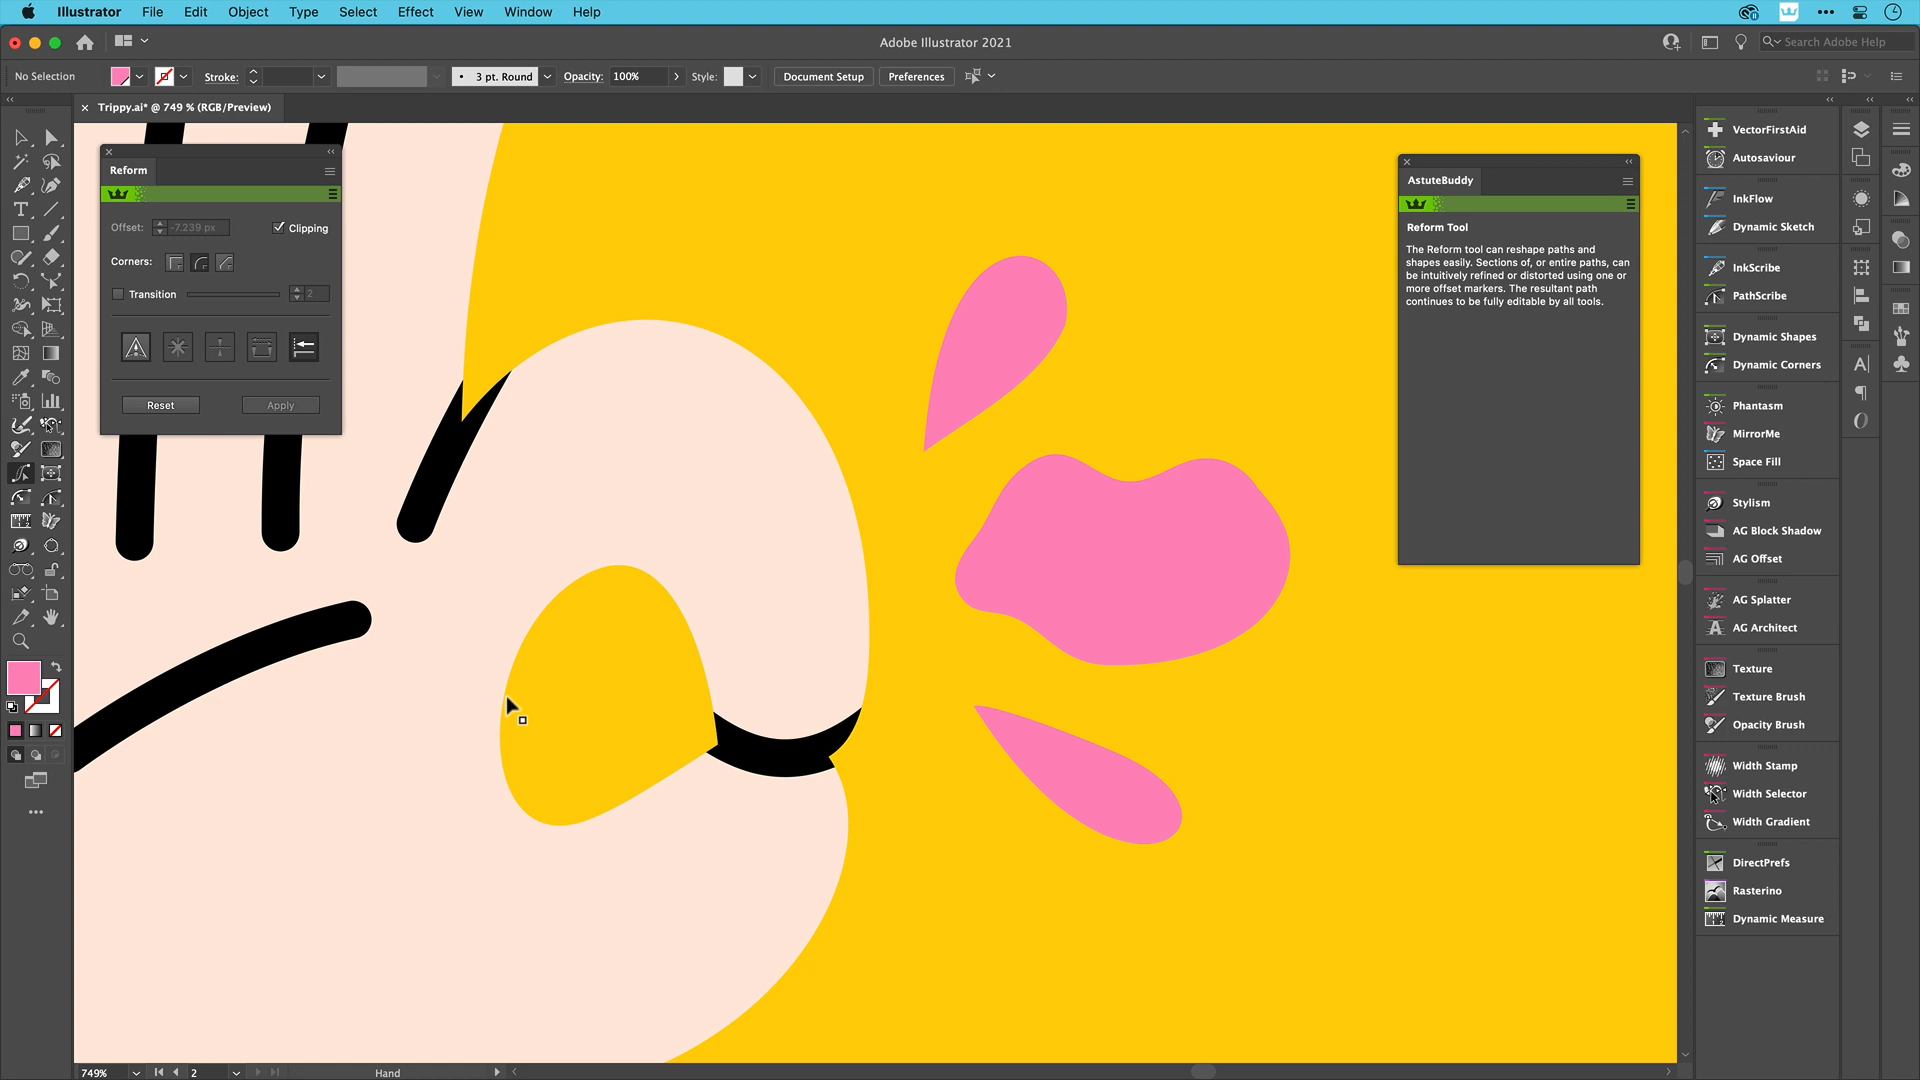 Illustrator File Edit Object Type Select Effect View Window Help
Adobe Illustrator 2021
Search Adobe Help
No Selection Stroke: 3 pt. Round Opacity: 100% Style: Document Setup Preferences
Trippy.ai* @ 749 % (RGB/Preview)
Reform
Offset: -7.239 px Clipping
Corners:
Transition 2
Reset Apply
AstuteBuddy
Reform Tool
The Reform tool can reshape paths and
shapes easily. Sections of, or entire paths, can
be intuitively refined or distorted using one or
more offset markers. The resultant path
continues to be fully editable by all tools.
VectorFirstAid
Autosaviour
InkFlow
Dynamic Sketch
InkScribe
PathScribe
Dynamic Shapes
Dynamic Corners
Phantasm
MirrorMe
Space Fill
Stylism
AG Block Shadow
AG Offset
AG Splatter
AG Architect
Texture
Texture Brush
Opacity Brush
Width Stamp
Width Selector
Width Gradient
DirectPrefs
Rasterino
Dynamic Measure
749% 2 Hand